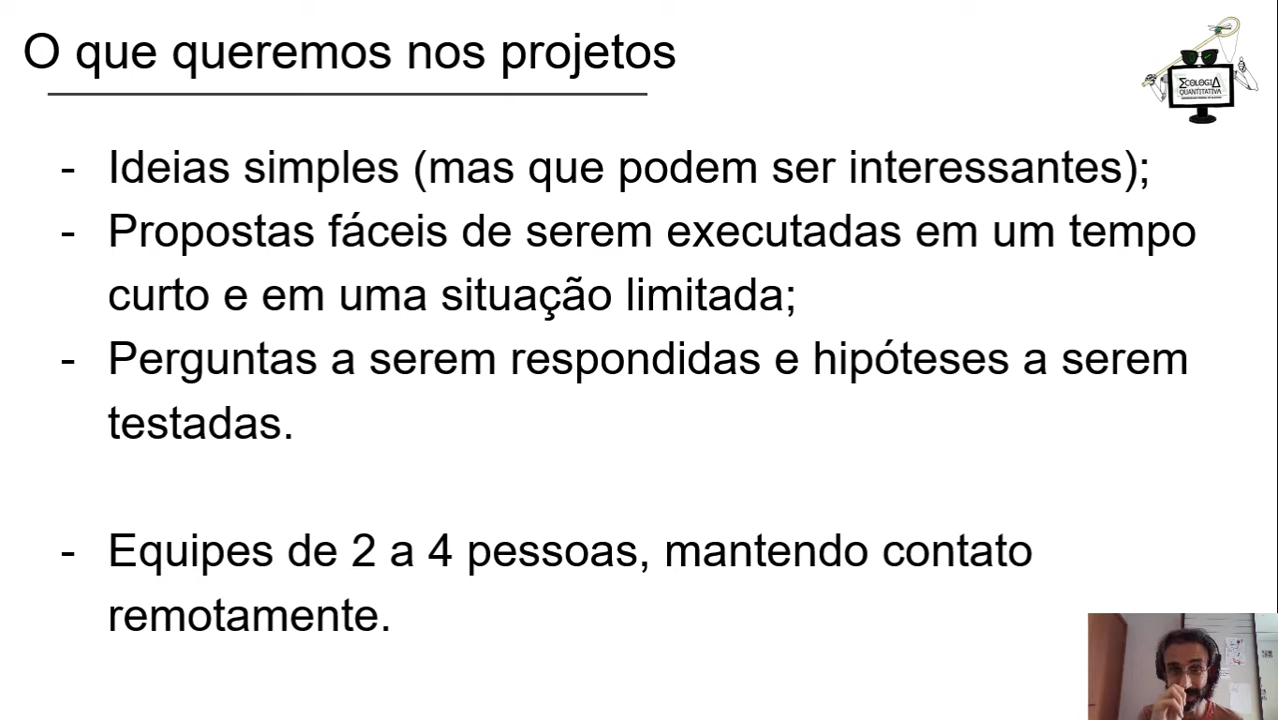 O que queremos nos projetos
ΣCOLOGIΔ
QUANTITATIVA
- Ideias simples (mas que podem ser interessantes);
- Propostas fáceis de serem executadas em um tempo
curto e em uma situação limitada;
- Perguntas a serem respondidas e hipóteses a serem
testadas.
- Equipes de 2 a 4 pessoas, mantendo contato
remotamente.